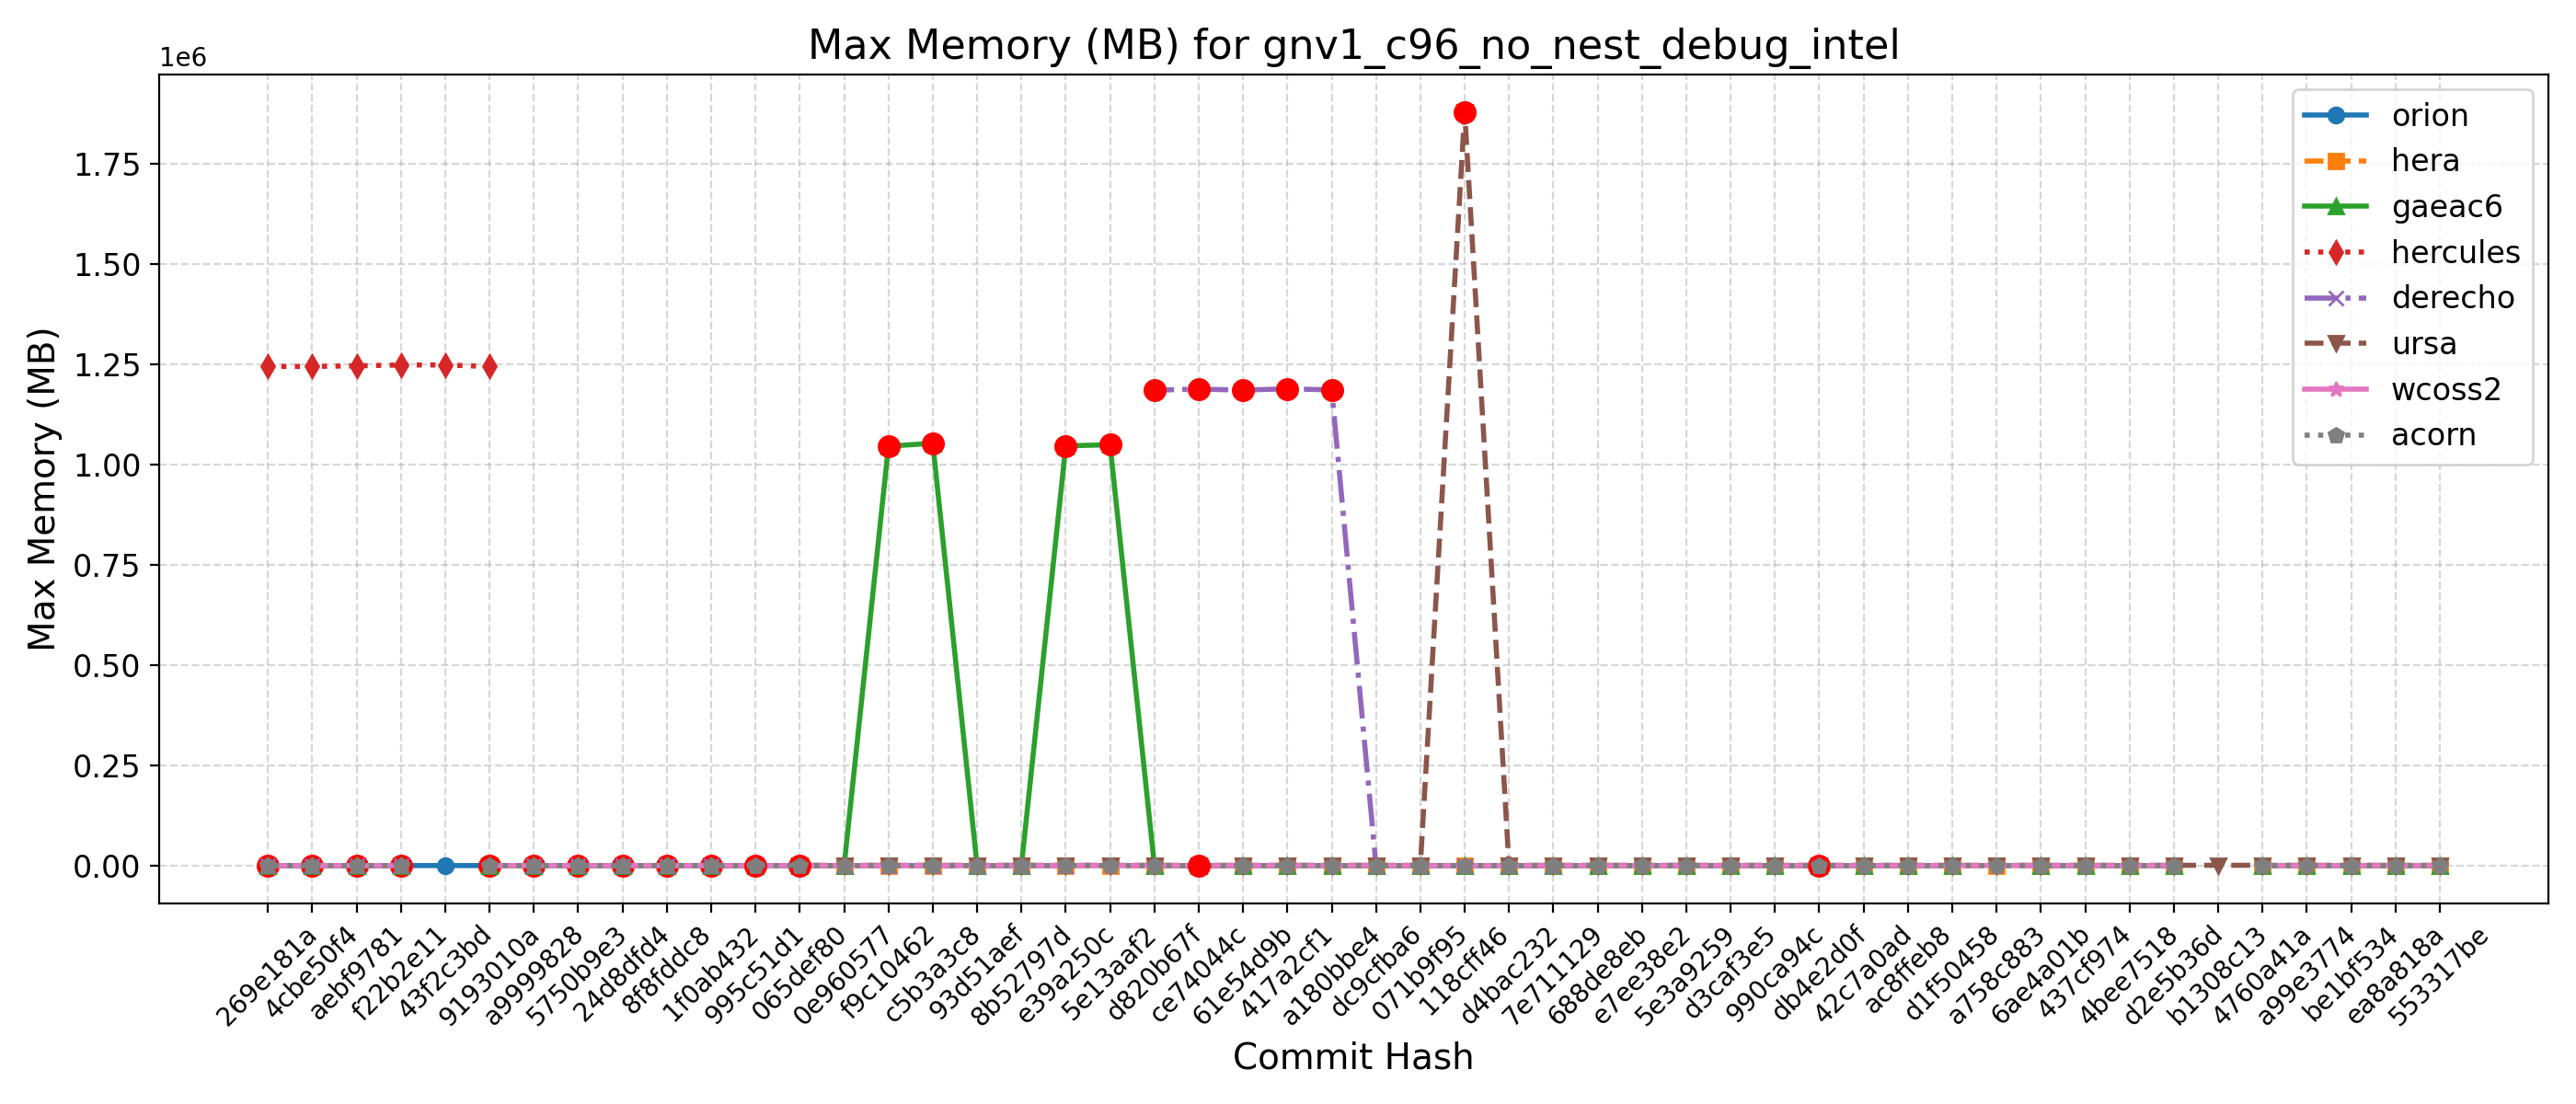 Max Memory (MB) for gnv1_c96_no_nest_debug_intel
1e6
1.75
1.50
1.25
1.00
0.75
0.50
0.25
0.00
Max Memory (MB)
orion
hera
gaeac6
hercules
derecho
ursa
wcoss2
acorn
269e181a
4cbe50f4
aebf9781
f22b2e11
43f2c3bd
9193010a
a9999828
5750b9e3
24d8dfd4
8f8fddc8
1f0ab432
995c51d1
065def80
0e960577
f9c10462
c5b3a3c8
93d51aef
8b52797d
e39a250c
5e13aaf2
d820b67f
ce74044c
61e54d9b
417a2cf1
a180bbe4
dc9cfba6
071b9f95
118cff46
d4bac232
7e711129
688de8eb
e7ee38e2
5e3a9259
d3caf3e5
990ca94c
db4e2d0f
42c7a0ad
ac8ffeb8
d1f50458
a758c883
6ae4a01b
437cf974
4bee7518
d2e5b36d
b1308c13
4760a41a
a99e3774
be1bf534
ea8a818a
553317be
Commit Hash